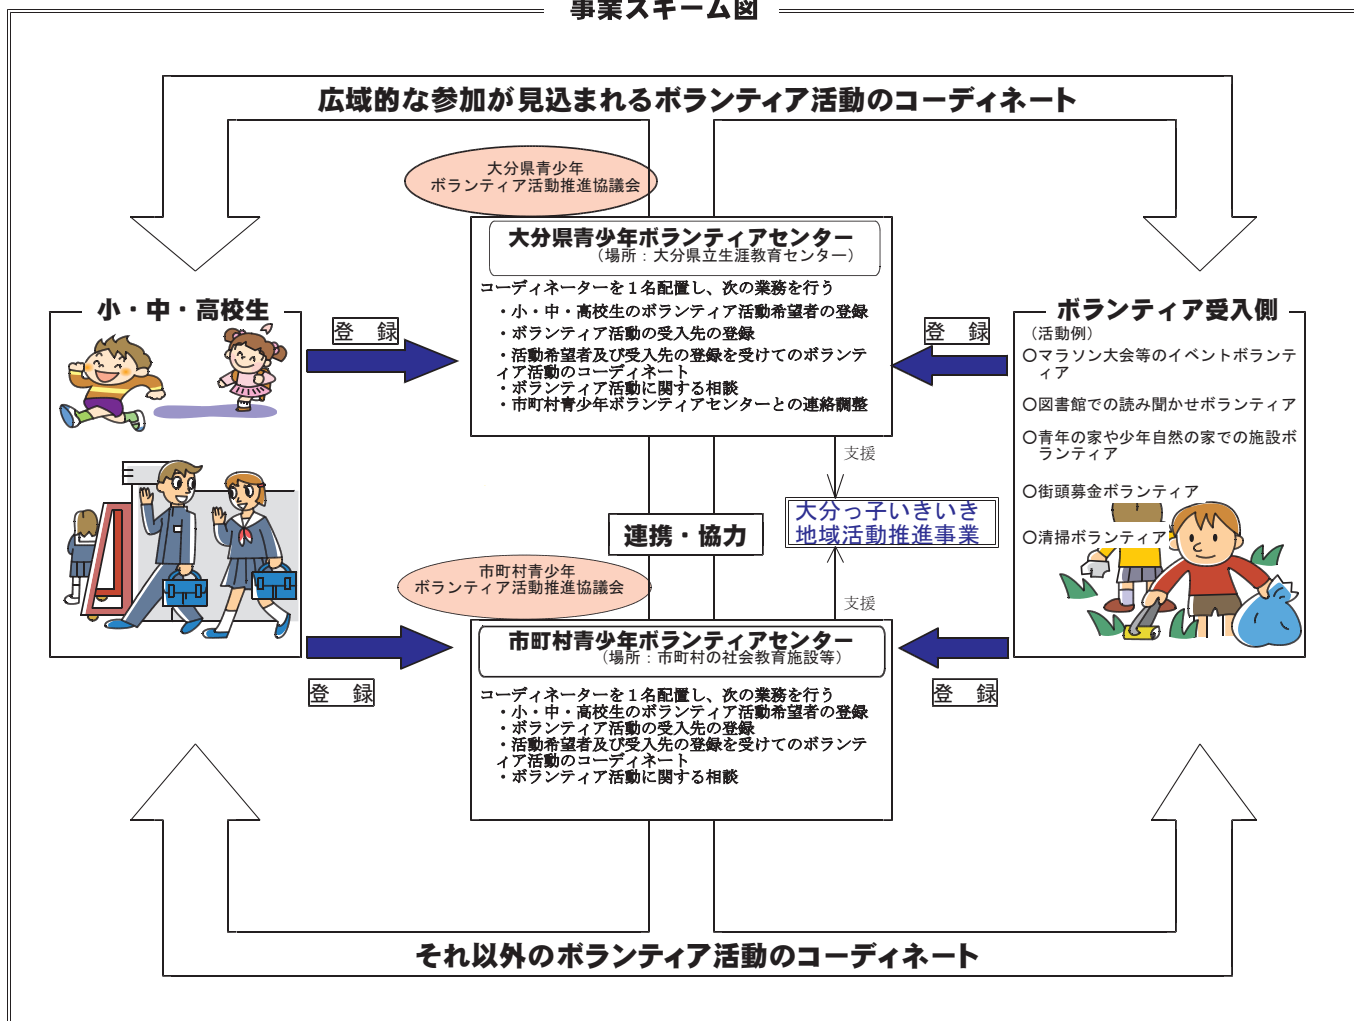 事業スキーム図
広域的な参加が見込まれるボランティア活動のコーディネート
大分県青少年
ボランティア活動推進協議会
大分県青少年ボランティアセンター
（場所：大分県立生涯教育センター）
コーディネーターを１名配置し、次の業務を行う
・小・中・高校生のボランティア活動希望者の登録
・ボランティア活動の受入先の登録
・活動希望者及び受入先の登録を受けてのボランテ
ィア活動のコーディネート
・ボランティア活動に関する相談
・市町村青少年ボランティアセンターとの連絡調整
小・中・高校生
登　録
登　録
ボランティア受入側
（活動例）
○マラソン大会等のイベントボランテ
ィア
○図書館での読み聞かせボランティア
○青年の家や少年自然の家での施設ボ
ランティア
○街頭募金ボランティア
○清掃ボランティア
支援
大分っ子いきいき
地域活動推進事業
連携・協力
支援
市町村青少年
ボランティア活動推進協議会
市町村青少年ボランティアセンター
（場所：市町村の社会教育施設等）
コーディネーターを１名配置し、次の業務を行う
・小・中・高校生のボランティア活動希望者の登録
・ボランティア活動の受入先の登録
・活動希望者及び受入先の登録を受けてのボランテ
ィア活動のコーディネート
・ボランティア活動に関する相談
登　録
登　録
それ以外のボランティア活動のコーディネート